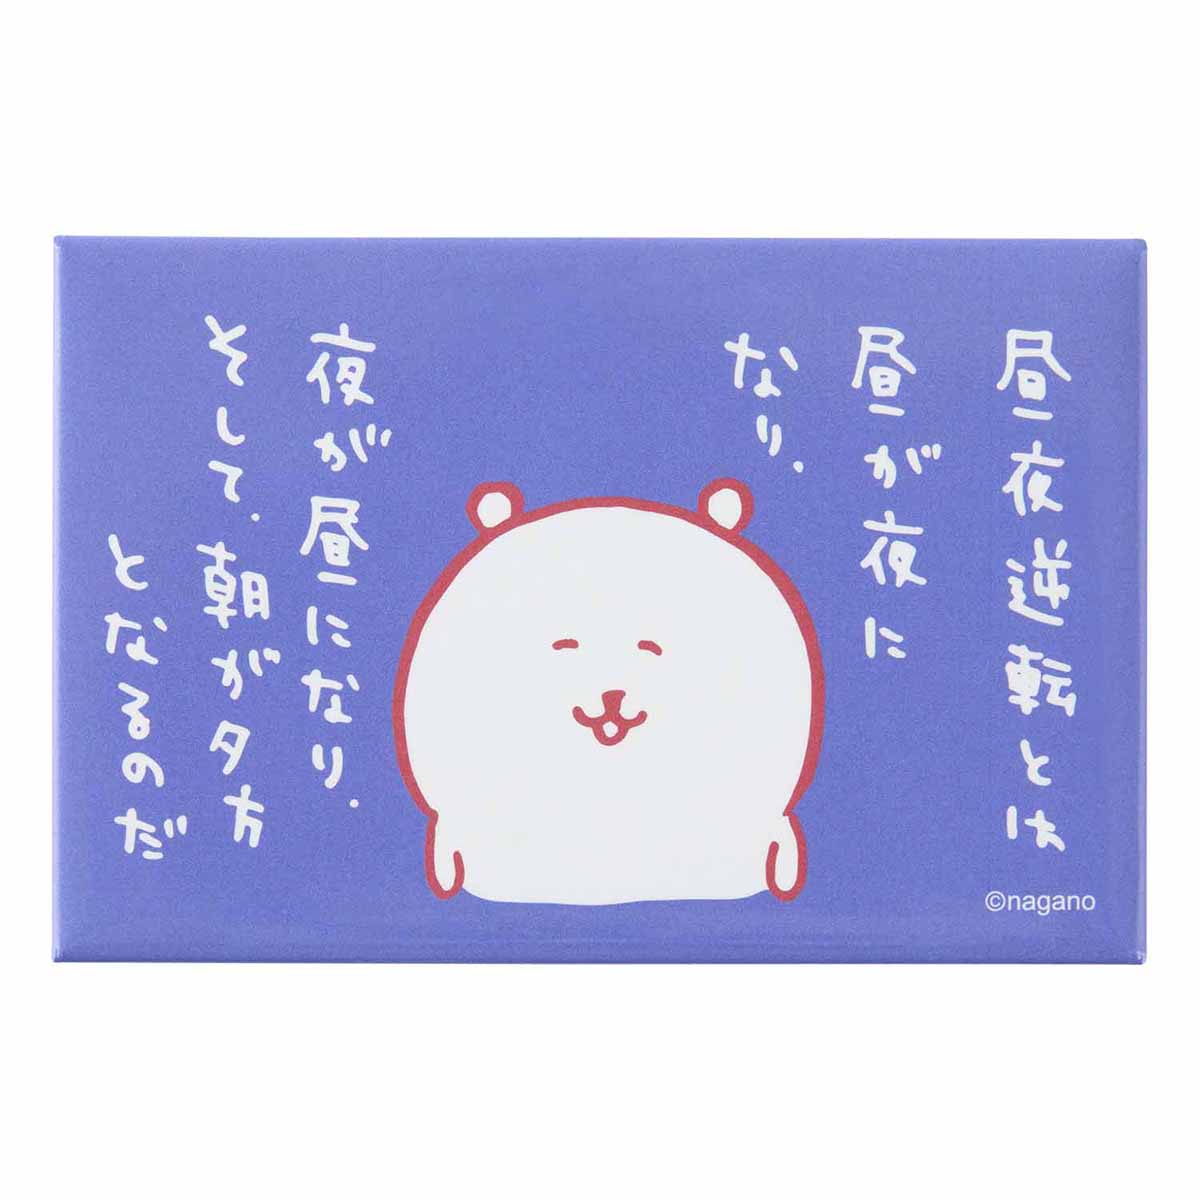 昼夜逆転とは
昼が夜に
なり.
夜が昼になり.
そして.朝が夕方
となるのだ
©nagano